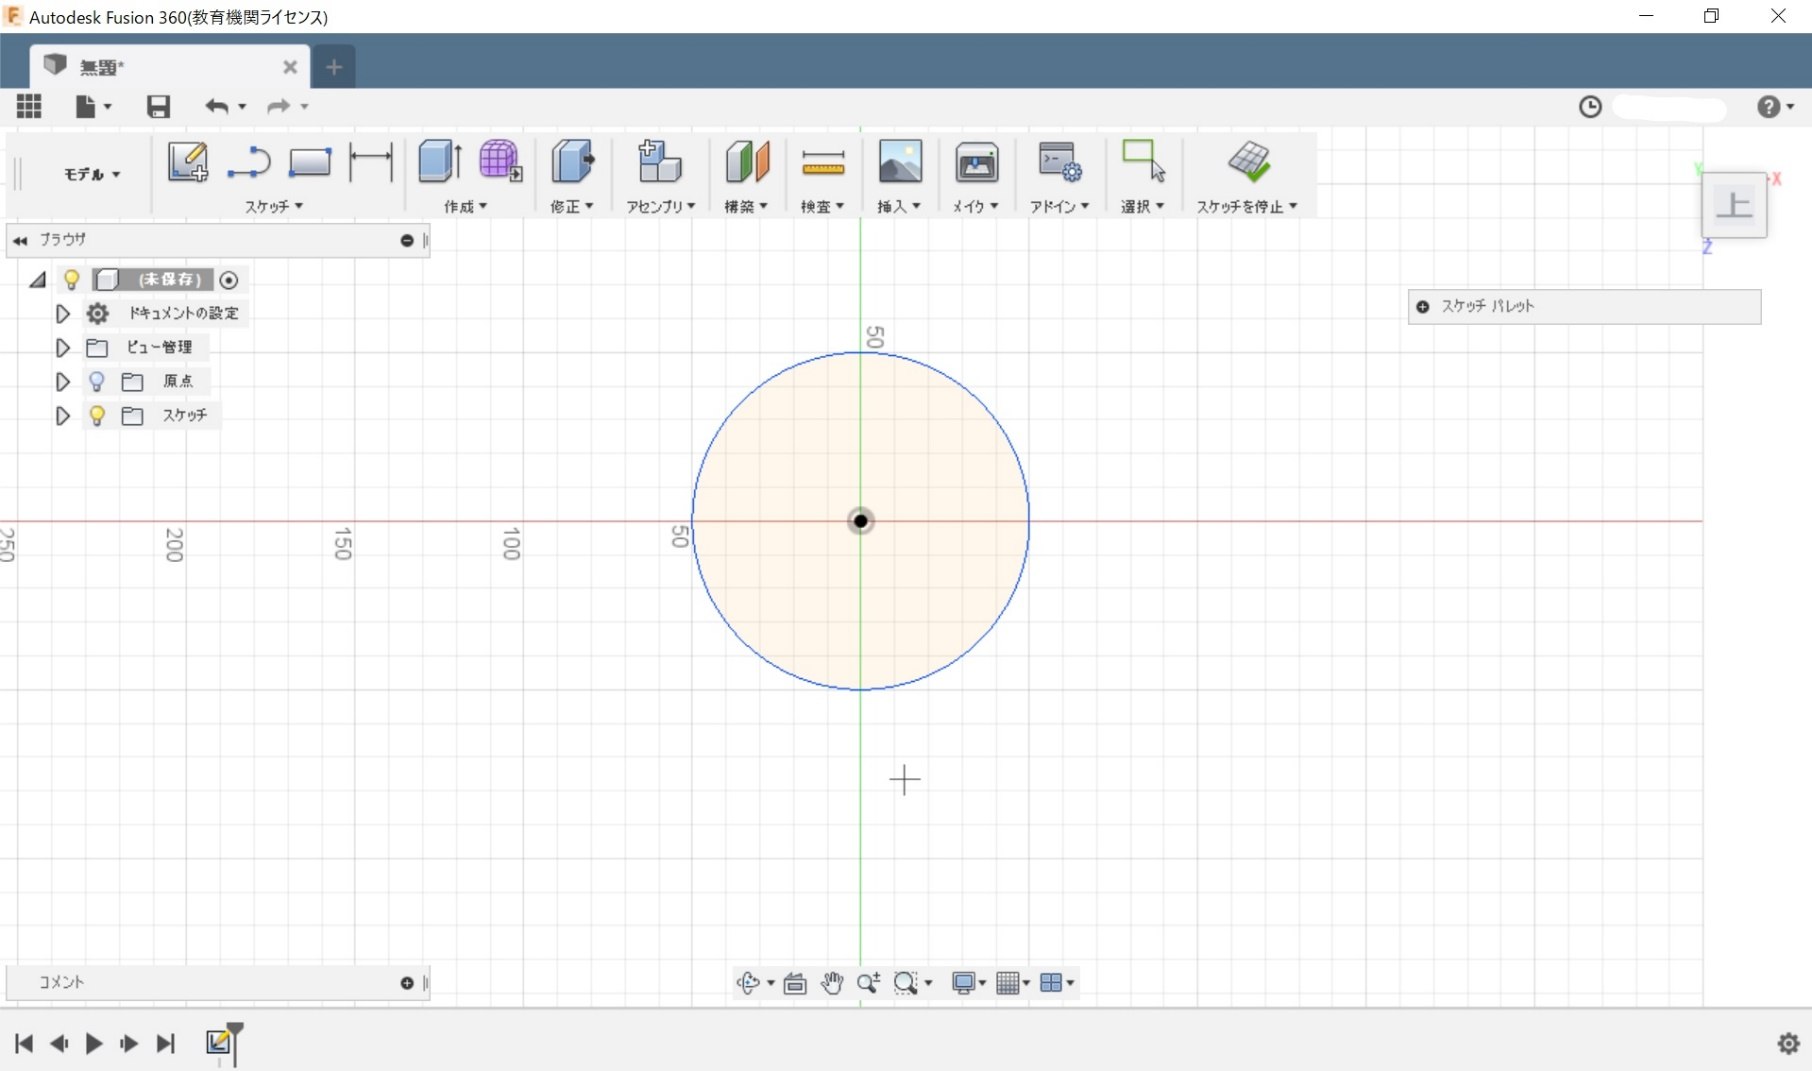 Autodesk Fusion 360(教育機関ライセンス)
無題*
モデル
スケッチ
作成
修正
アセンブリ
構築
検査
挿入
メイク
アドイン
選択
スケッチを停止
ブラウザ
(未保存)
ドキュメントの設定
ビュー管理
原点
スケッチ
Y
X
上
Z
スケッチ パレット
50
250
200
150
100
50
コメント